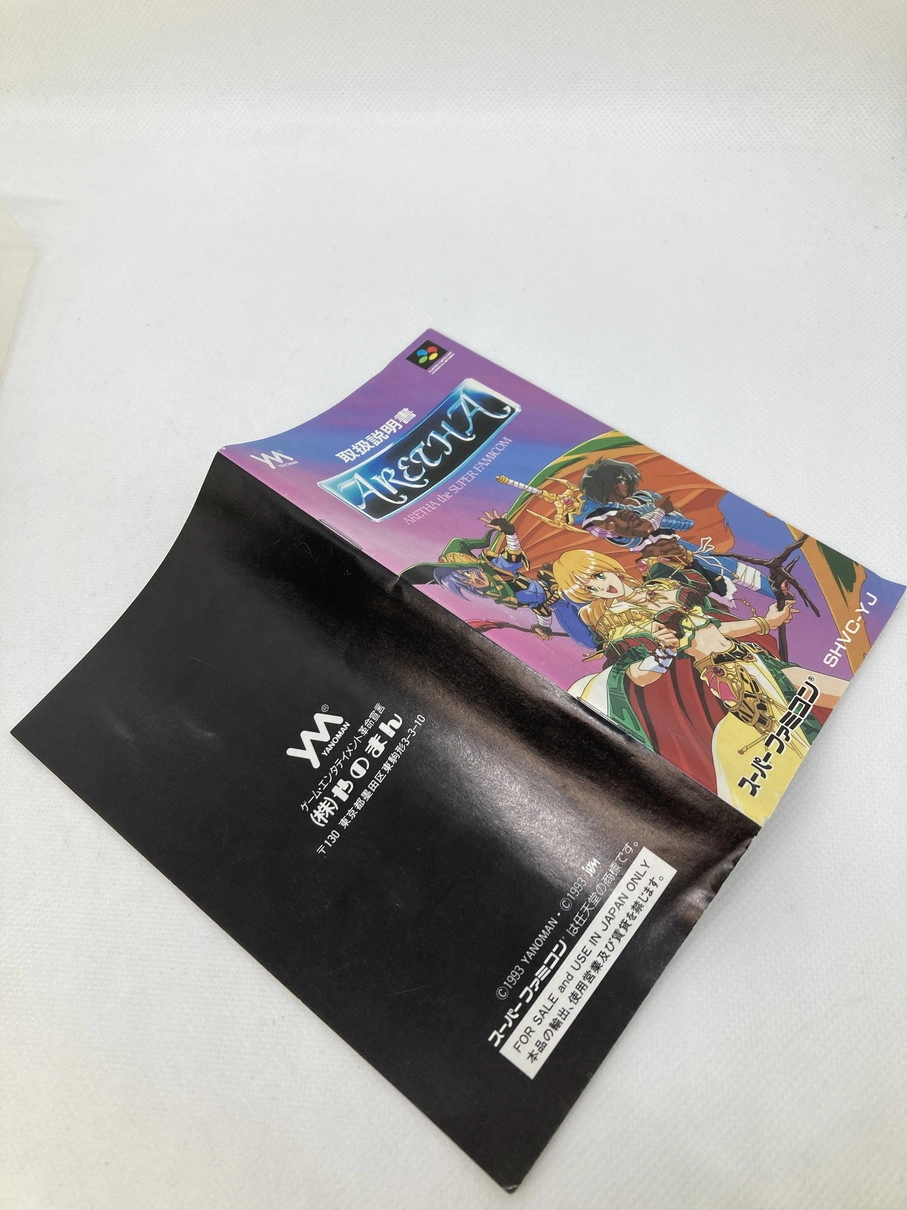 YM
YANOMAN
取扱説明書
ARETHA
ARETHA the SUPER FAMICOM
SHVC-YJ
スーパーファミコン®
YM®
YANOMAN
ゲーム・エンタテイメント革命宣言
(株)やのまん
〒130 東京都墨田区東駒形3-3-10
©1993 YANOMAN・©1993
スーパーファミコン®は任天堂の商標です。
FOR SALE and USE IN JAPAN ONLY
本品の輸出、使用営業及び賃貸を禁じます。